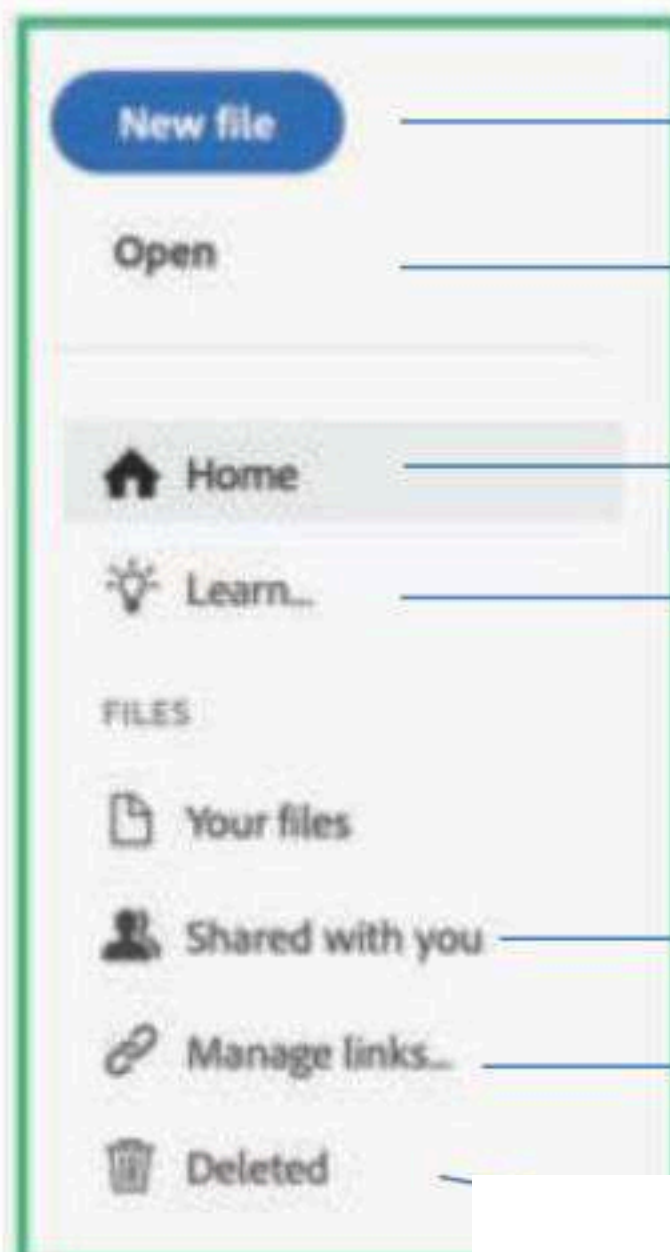 New file
Open
Home
Learn...
FILES
Your files
Shared with you
Manage links...
Deleted